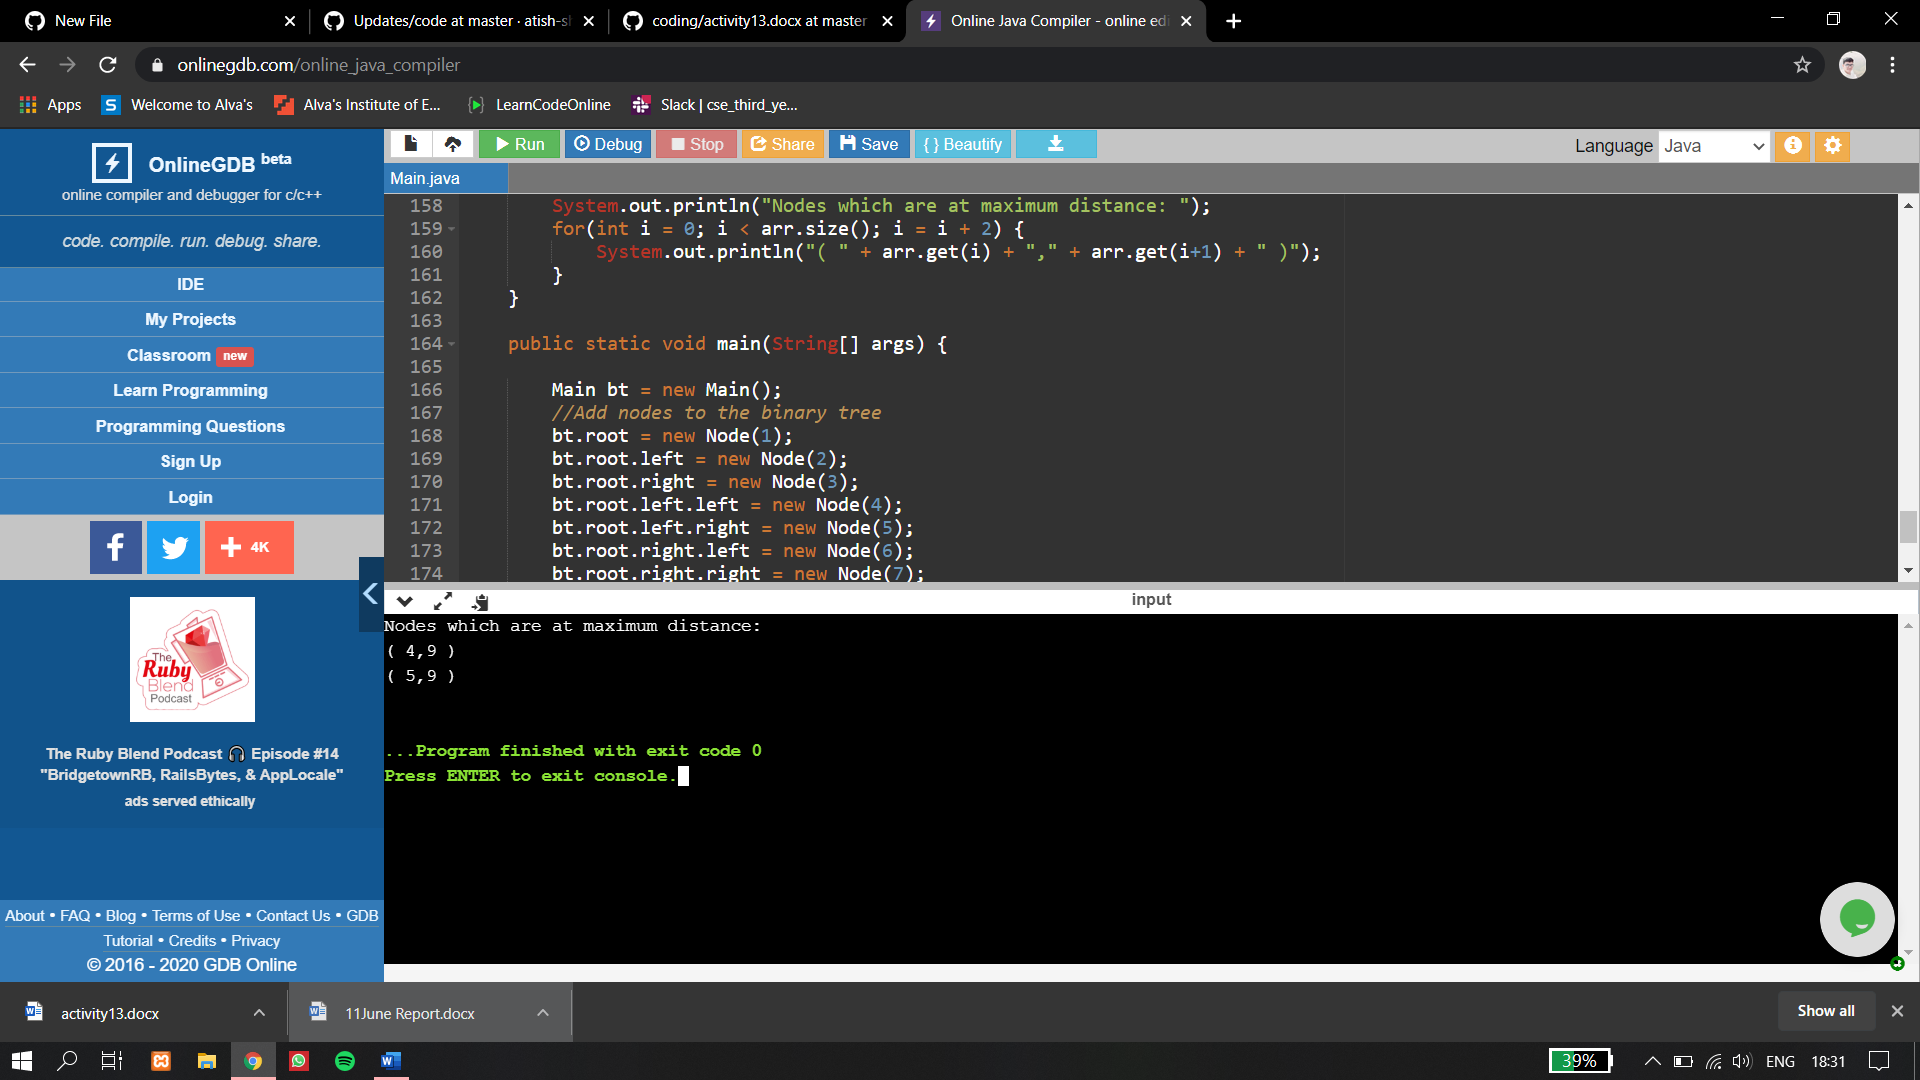 New File
Updates/code at master · atish-sl
coding/activity13.docx at master
Online Java Compiler - online edi
onlinegdb.com/online_java_compiler
Apps
Welcome to Alva's
Alva's Institute of E...
LearnCodeOnline
Slack | cse_third_ye...
OnlineGDB beta
online compiler and debugger for c/c++
code. compile. run. debug. share.
IDE
My Projects
Classroom new
Learn Programming
Programming Questions
Sign Up
Login
4K
The
Ruby
Blend
Podcast
The Ruby Blend Podcast 🎧 Episode #14
"BridgetownRB, RailsBytes, & AppLocale"
ads served ethically
About • FAQ • Blog • Terms of Use • Contact Us • GDB
Tutorial • Credits • Privacy
© 2016 - 2020 GDB Online
Run Debug Stop Share Save { } Beautify
Language Java
Main.java
158 System.out.println("Nodes which are at maximum distance: ");
159 for(int i = 0; i < arr.size(); i = i + 2) {
160 System.out.println("( " + arr.get(i) + "," + arr.get(i+1) + " )");
161 }
162 }
163
164 public static void main(String[] args) {
165
166 Main bt = new Main();
167 //Add nodes to the binary tree
168 bt.root = new Node(1);
169 bt.root.left = new Node(2);
170 bt.root.right = new Node(3);
171 bt.root.left.left = new Node(4);
172 bt.root.left.right = new Node(5);
173 bt.root.right.left = new Node(6);
174 bt.root.right.right = new Node(7);
input
Nodes which are at maximum distance:
( 4,9 )
( 5,9 )
...Program finished with exit code 0
Press ENTER to exit console.
activity13.docx
11June Report.docx
Show all
39%
ENG
18:31